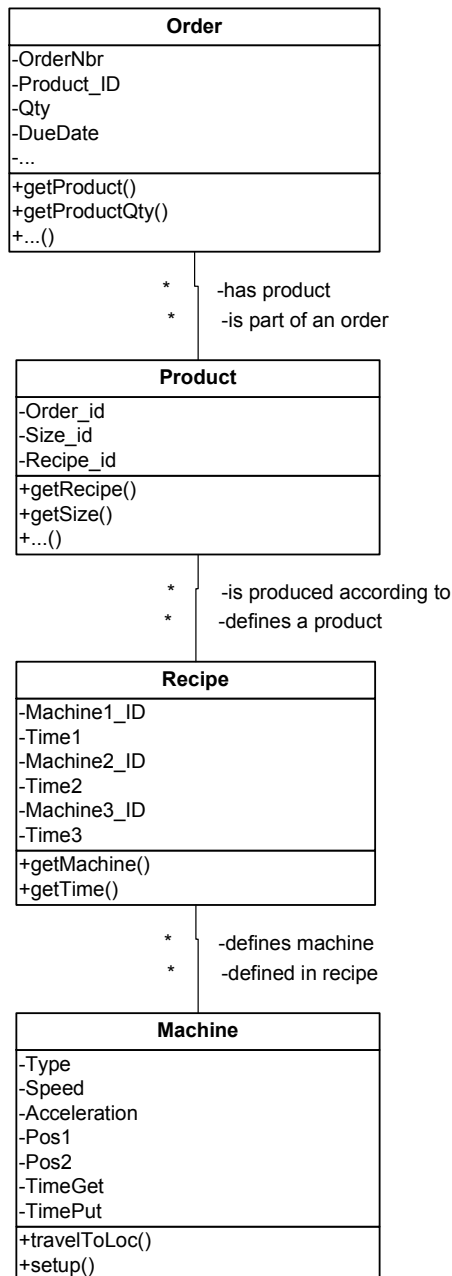 Order
-OrderNbr
-Product_ID
-Qty
-DueDate
-...
+getProduct()
+getProductQty()
+...()
* -has product
* -is part of an order
Product
-Order_id
-Size_id
-Recipe_id
+getRecipe()
+getSize()
+...()
* -is produced according to
* -defines a product
Recipe
-Machine1_ID
-Time1
-Machine2_ID
-Time2
-Machine3_ID
-Time3
+getMachine()
+getTime()
* -defines machine
* -defined in recipe
Machine
-Type
-Speed
-Acceleration
-Pos1
-Pos2
-TimeGet
-TimePut
+travelToLoc()
+setup()